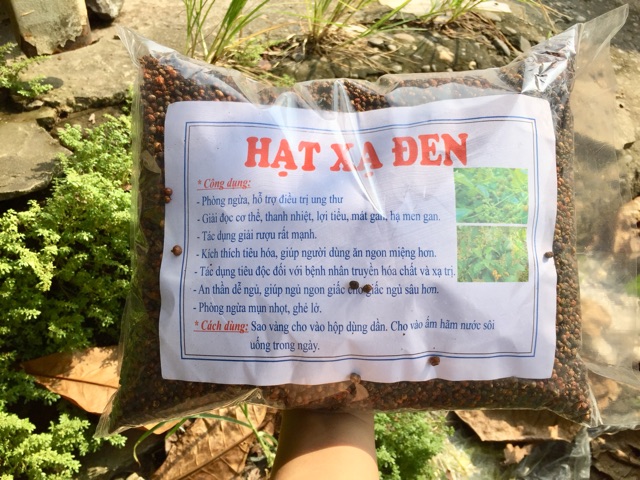 HẠT XẠ ĐEN
* Công dụng:
- Phòng ngừa, hỗ trợ điều trị ung thư
- Giải độc cơ thể, thanh nhiệt, lợi tiểu, mát gan, hạ men gan.
- Tác dụng giải rượu rất mạnh.
- Kích thích tiêu hóa, giúp người dùng ăn ngon miệng hơn.
- Tác dụng tiêu độc đối với bệnh nhân truyền hóa chất và xạ trị.
- An thần dễ ngủ, giúp ngủ ngon giấc cho giấc ngủ sâu hơn.
- Phòng ngừa mụn nhọt, ghẻ lở.
* Cách dùng: Sao vàng cho vào hộp dùng dần. Cho vào ấm hãm nước sôi
uống trong ngày.